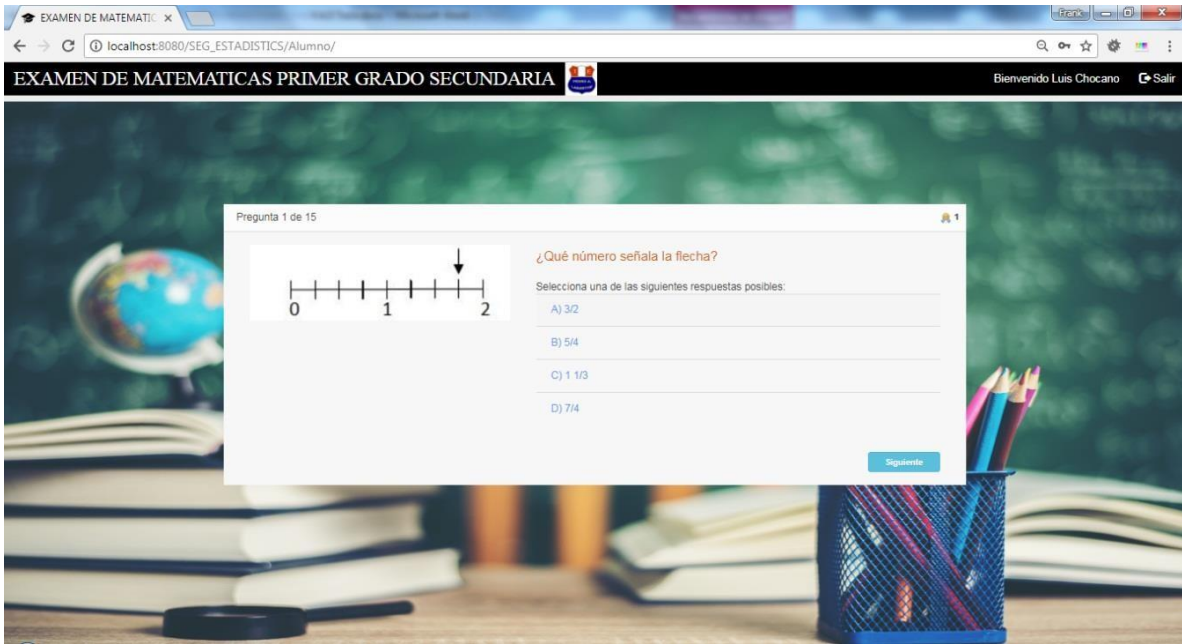 EXAMEN DE MATEMATIC
Frank
localhost:8080/SEG_ESTADISTICS/Alumno/
EXAMEN DE MATEMATICAS PRIMER GRADO SECUNDARIA
Bienvenido Luis Chocano
Salir
Pregunta 1 de 15
1
0 1 2
¿Qué número señala la flecha?
Selecciona una de las siguientes respuestas posibles:
A) 3/2
B) 5/4
C) 1 1/3
D) 7/4
Siguiente